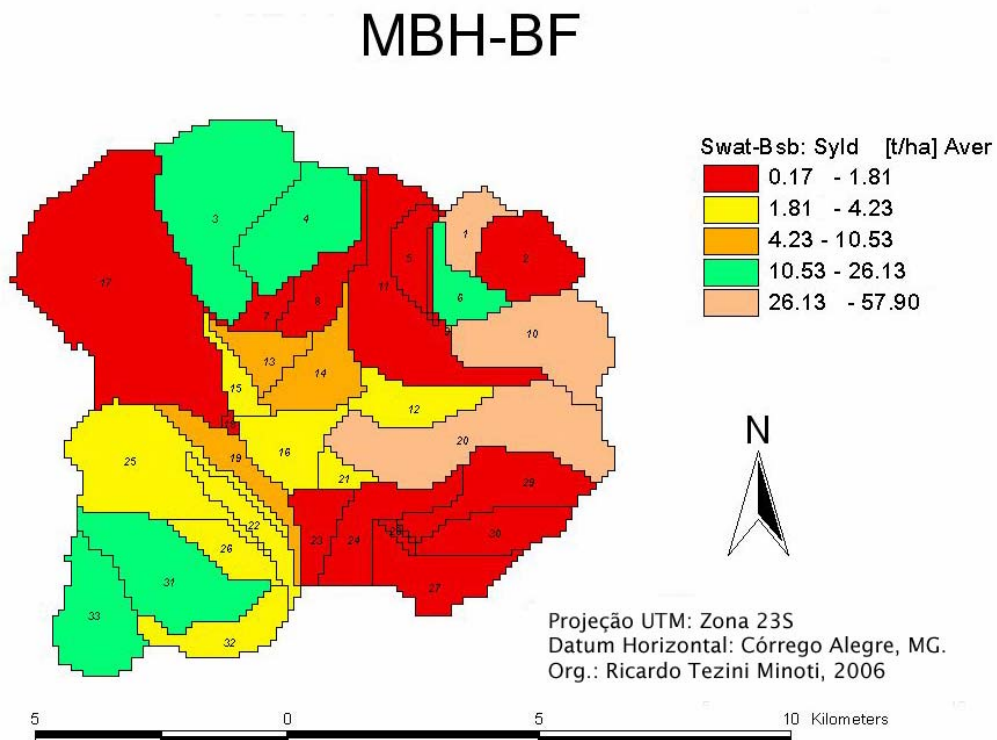 MBH-BF
Swat-Bsb: Syld [t/ha] Aver
0.17 - 1.81
1.81 - 4.23
4.23 - 10.53
10.53 - 26.13
26.13 - 57.90
3
4
1
2
17
5
11
6
8
7
10
13
14
15
12
20
16
19
25
21
29
22
23
24
30
26
27
31
33
32
N
Projeção UTM: Zona 23S
Datum Horizontal: Córrego Alegre, MG.
Org.: Ricardo Tezini Minoti, 2006
5 0 5 10 Kilometers